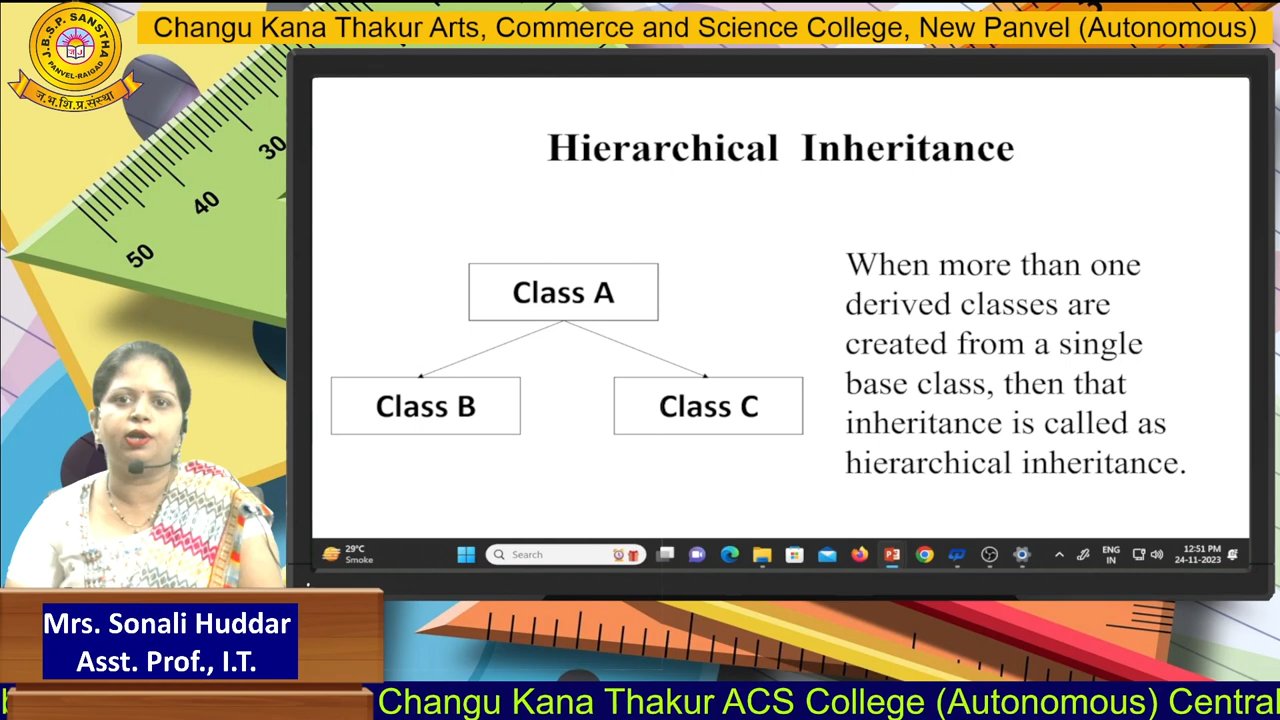 Changu Kana Thakur Arts, Commerce and Science College, New Panvel (Autonomous)
J.B.S.P. SANSTHA
PANVEL-RAIGAD
ज.भ.शि.प्र.संस्था
30
40
50
3
Hierarchical Inheritance
Class A
Class B
Class C
When more than one
derived classes are
created from a single
base class, then that
inheritance is called as
hierarchical inheritance.
29°C
Smoke
Search
ENG
IN
12:51 PM
24-11-2023
Mrs. Sonali Huddar
Asst. Prof., I.T.
Changu Kana Thakur ACS College (Autonomous) Central